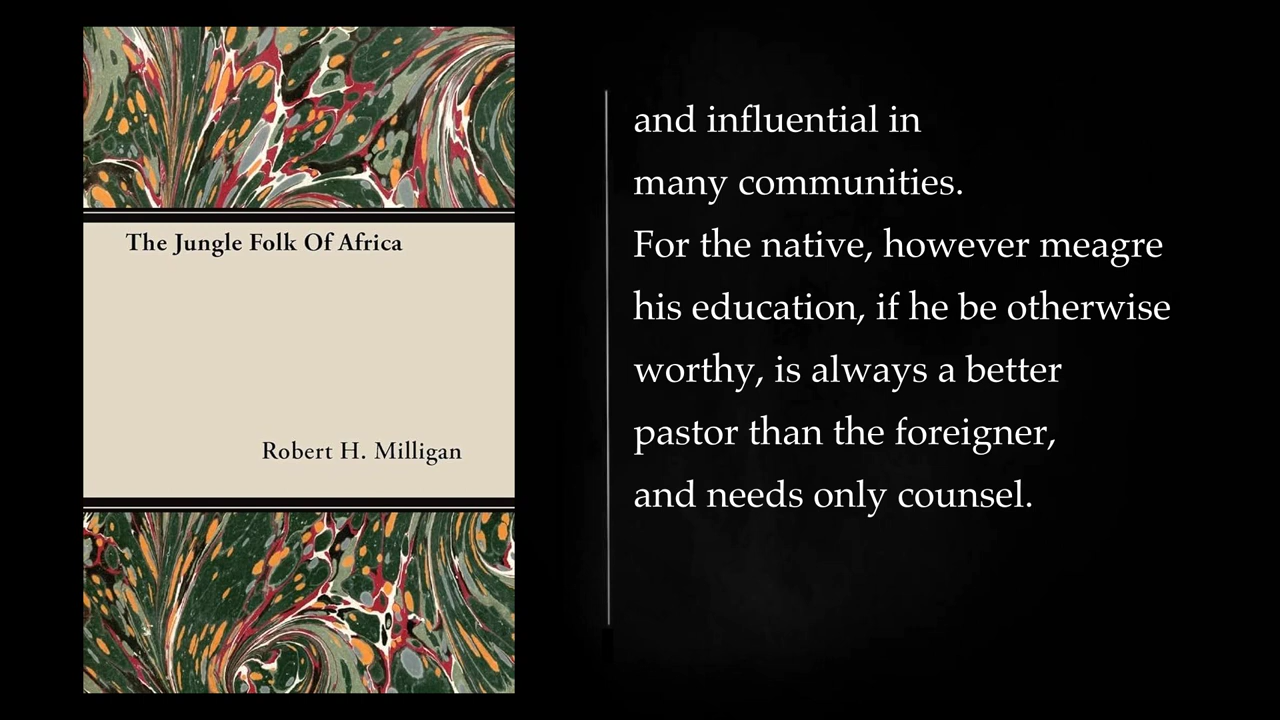 The Jungle Folk Of Africa
Robert H. Milligan
and influential in
many communities.
For the native, however meagre
his education, if he be otherwise
worthy, is always a better
pastor than the foreigner,
and needs only counsel.